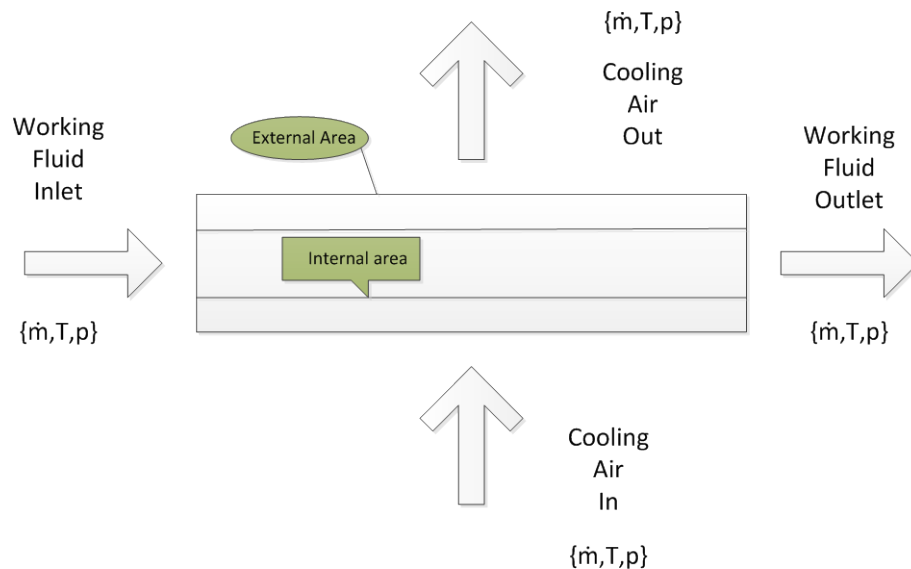 {ṁ,T,p}
Cooling
Air
Out
Working
Fluid
Inlet
{ṁ,T,p}
External Area
Internal area
Working
Fluid
Outlet
{ṁ,T,p}
Cooling
Air
In
{ṁ,T,p}